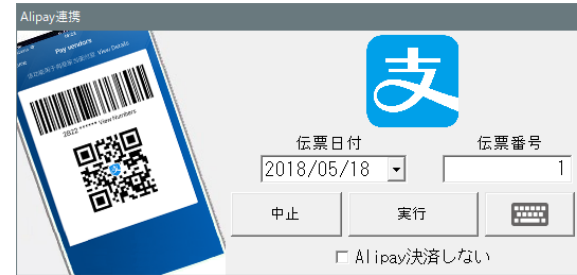 Alipay連携
Pay vendors
View Details
2822 ****** View Numbers
支
伝票日付
伝票番号
2018/05/18
1
中止
実行
Alipay決済しない